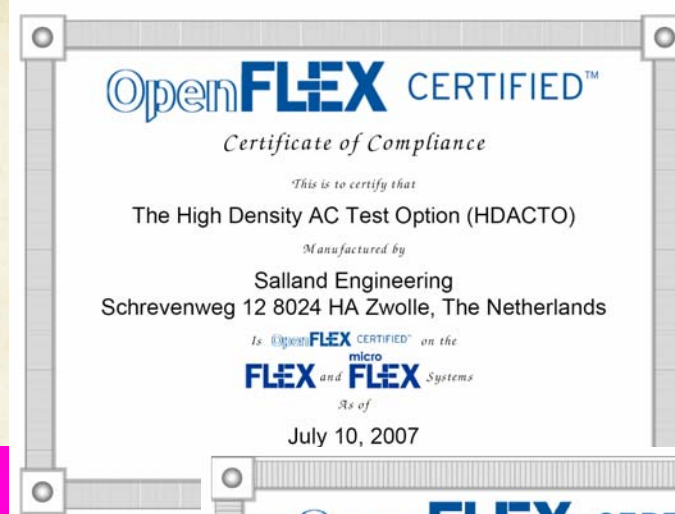 OpenFLEX CERTIFIED™
Certificate of Compliance
This is to certify that
The High Density AC Test Option (HDACTO)
Manufactured by
Salland Engineering
Schrevenweg 12 8024 HA Zwolle, The Netherlands
Is OpenFLEX CERTIFIED™ on the
FLEX and microFLEX Systems
As of
July 10, 2007